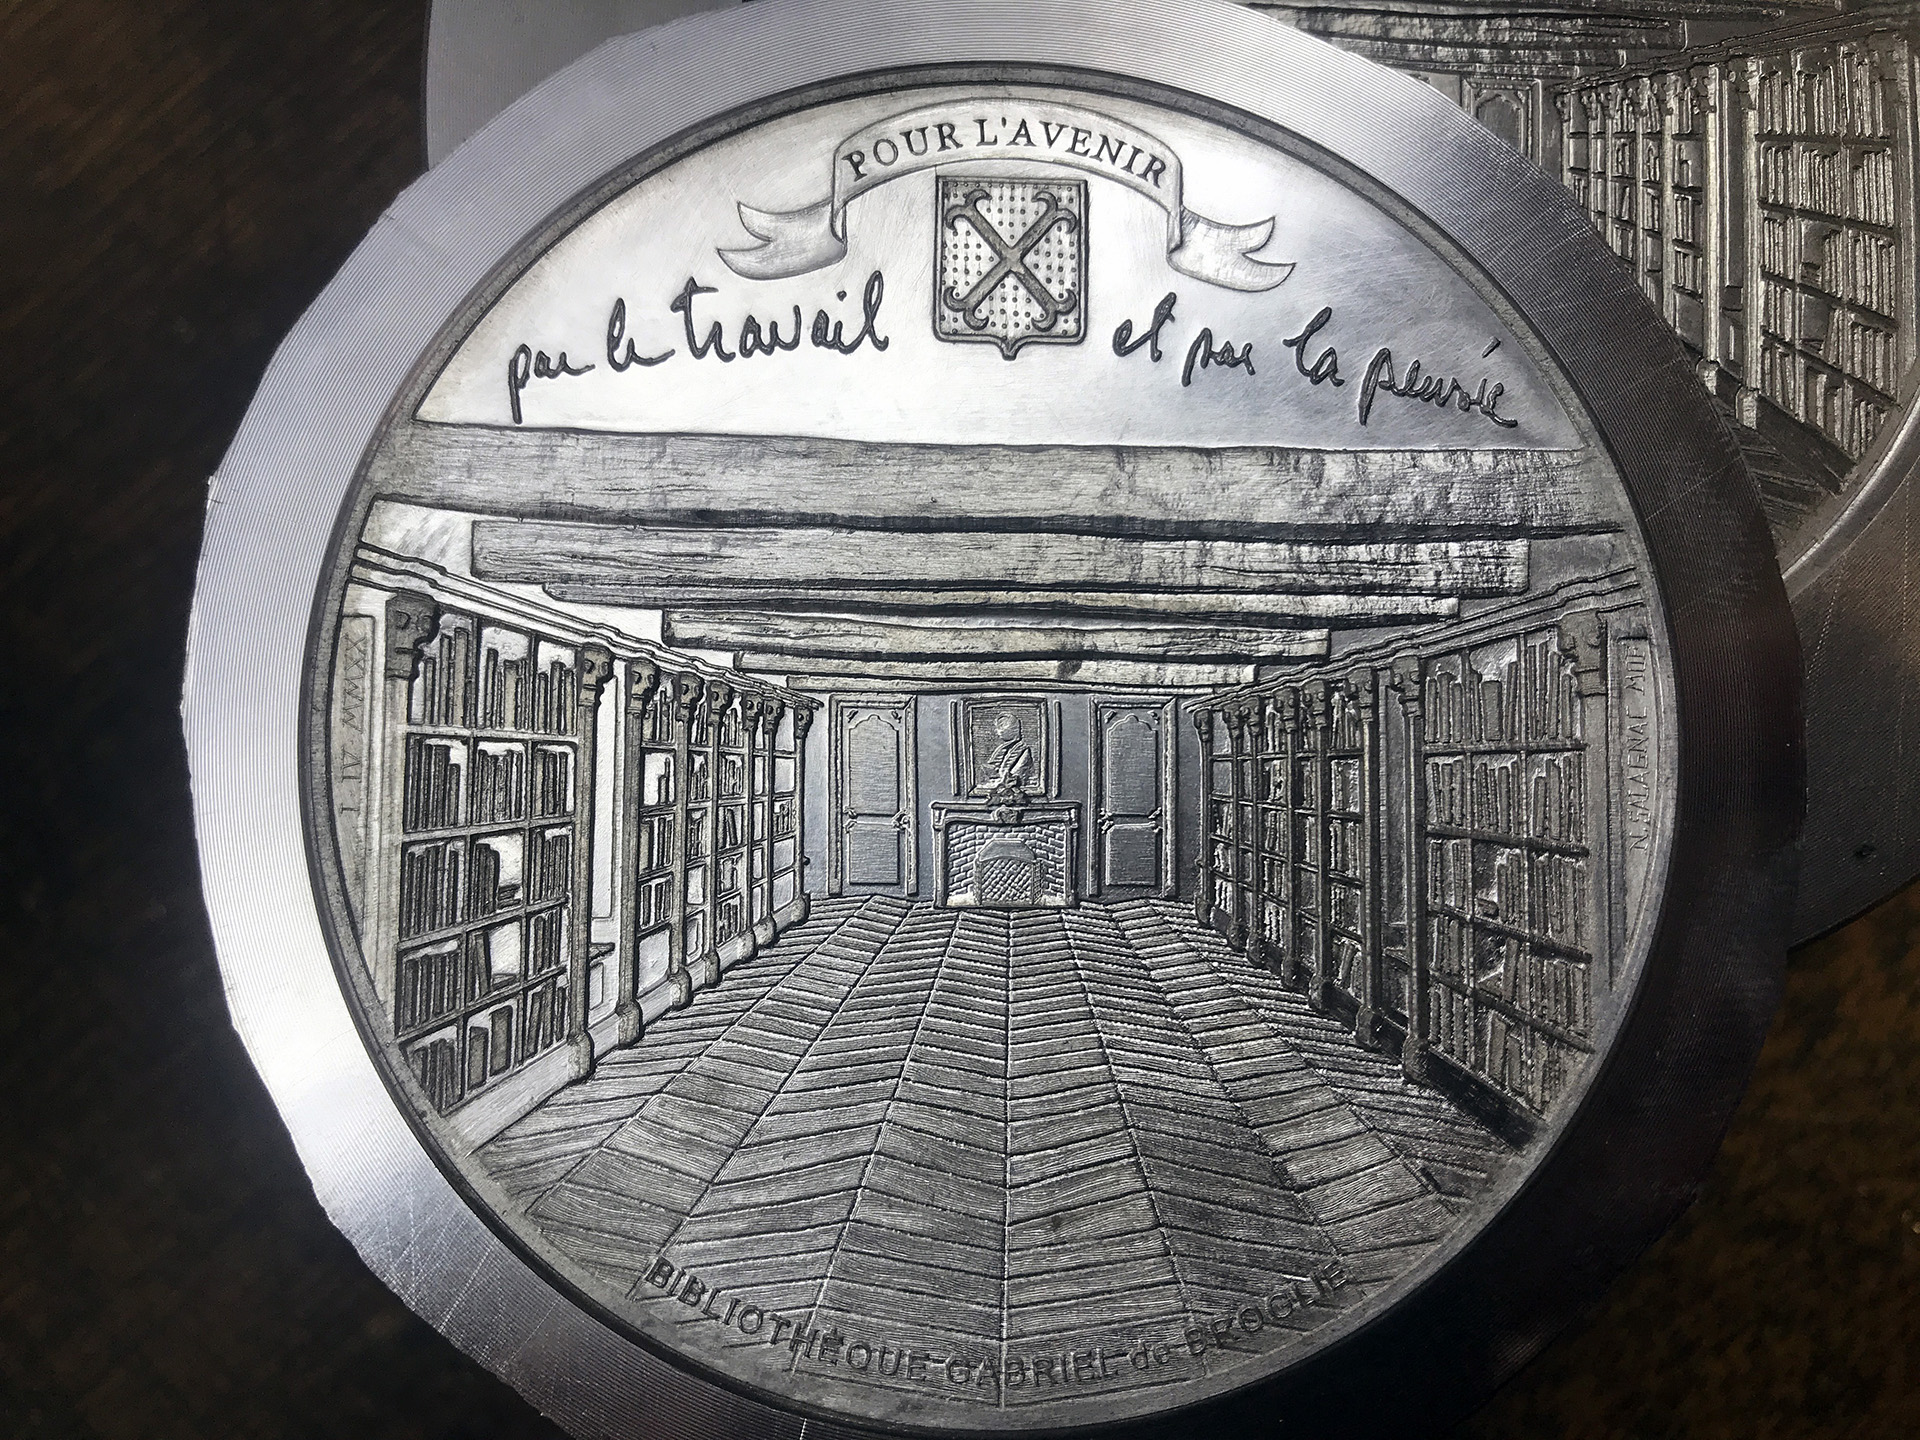 POUR L'AVENIR
par le travail et par la pensée
I·IV·MMXX
N.SALAGNAC MOF
BIBLIOTHÈQUE GABRIEL de BROGLIE